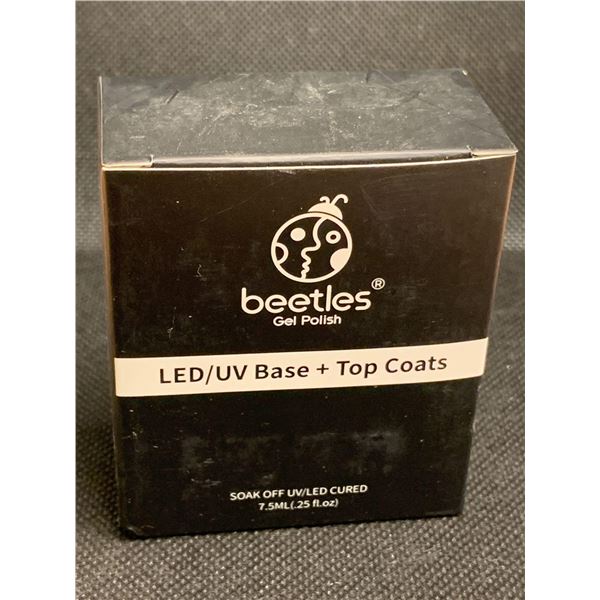 beetles®
Gel Polish
LED/UV Base + Top Coats
SOAK OFF UV/LED CURED
7.5ML(.25 fl.oz)